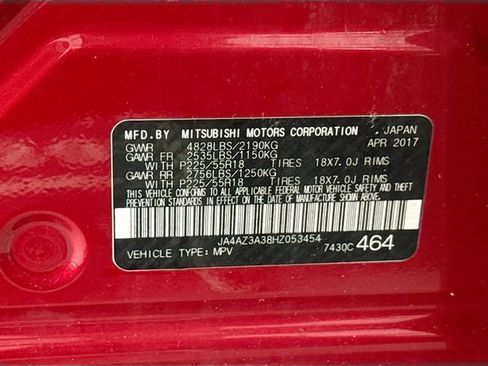 MFD.BY MITSUBISHI MOTORS CORPORATION , JAPAN
GVWR 4828LBS/2190KG APR 2017
GAWR FR 2535LBS/1150KG
WITH P225/55R18 TIRES 18X7.0J RIMS
GAWR RR 2756LBS/1250KG
WITH P225/55R18 TIRES 18X7.0J RIMS
THIS VEHICLE CONFORMS TO ALL APPLICABLE FEDERAL MOTOR VEHICLE
SAFETY AND THEFT PREVENTION STANDARDS IN EFFECT ON THE
DATE OF MANUFACTURE SHOWN ABOVE.
JA4AZ3A38HZ053454
VEHICLE TYPE: MPV 7430C 464